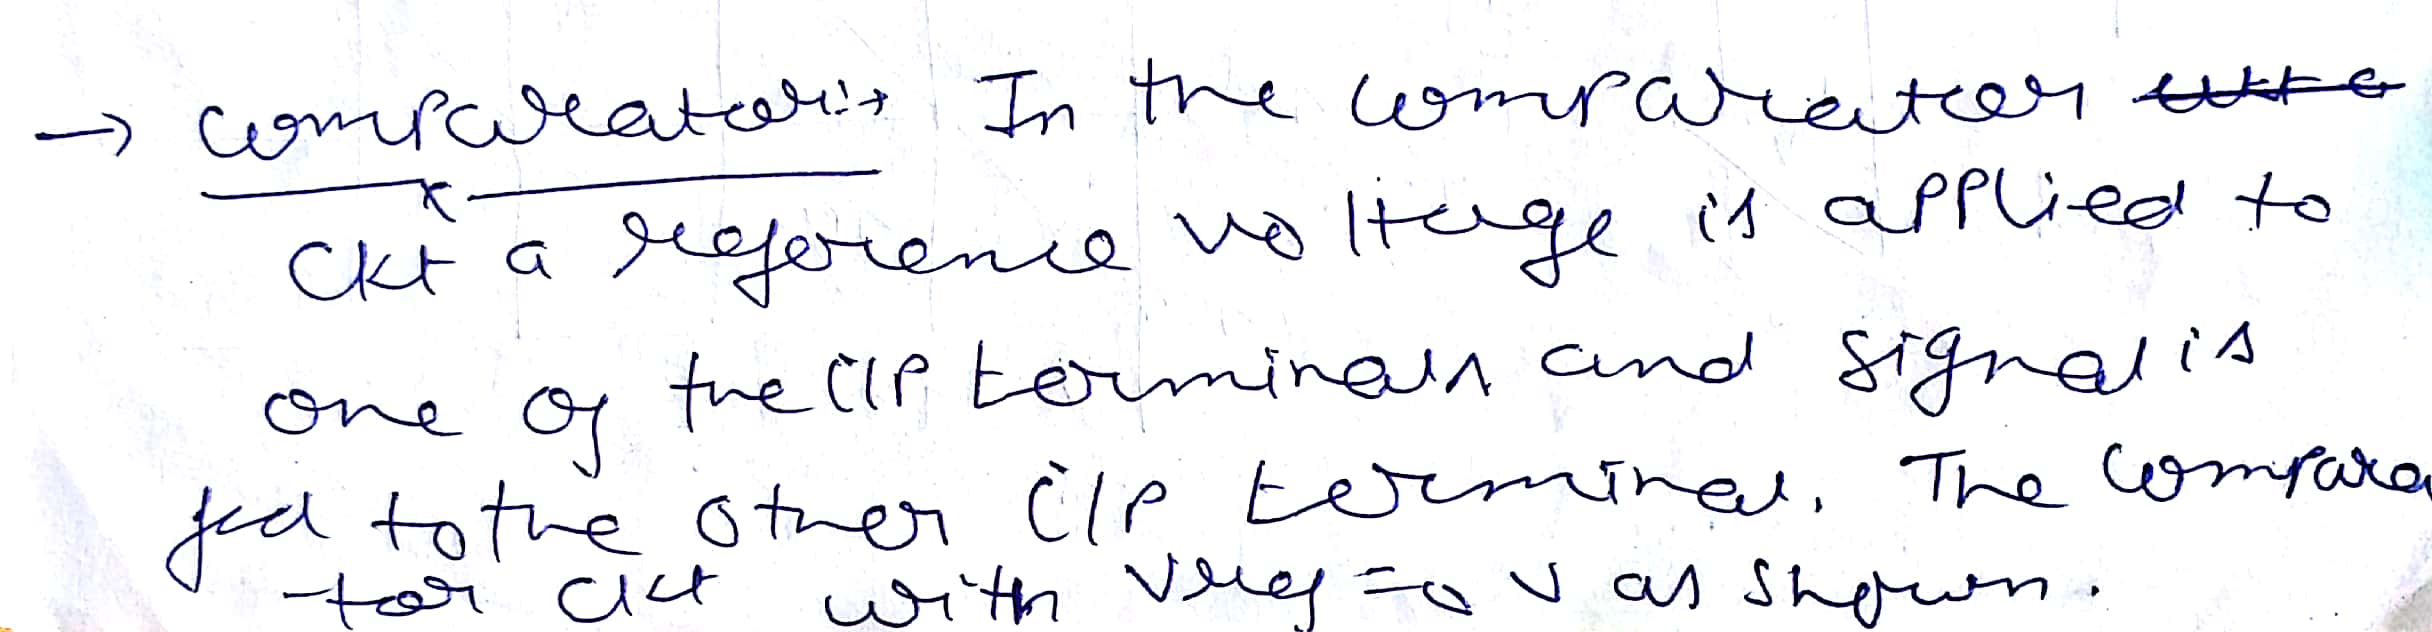 → Comparator:→ In the comparator
ckt a reference voltage is applied to
one of the i/p terminals and signal is
fed to the other i/p terminal. The compara
-tor ckt with Vref = 0 V as shown.